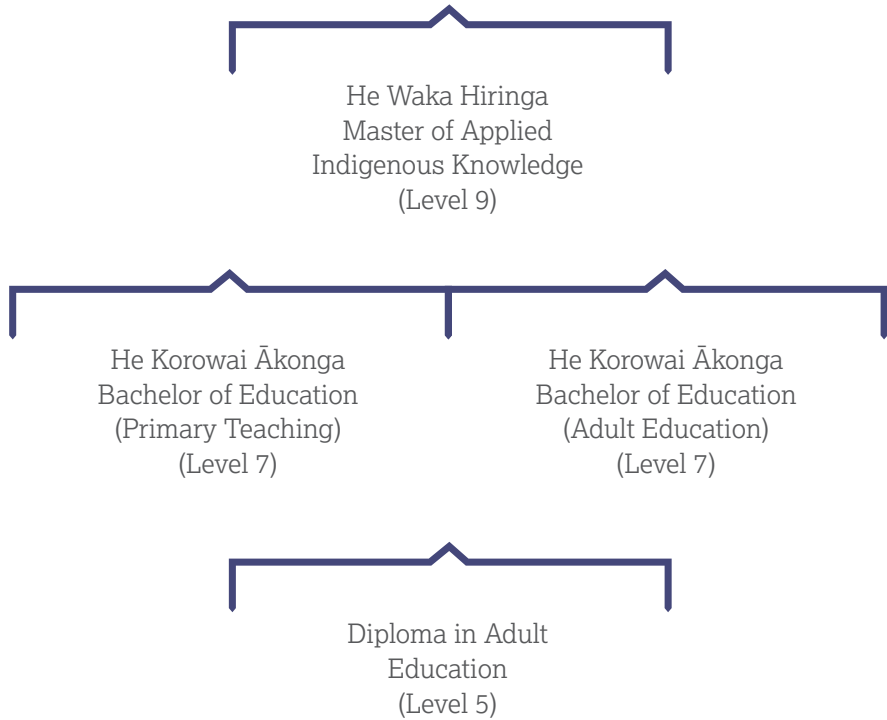 He Waka Hiringa
Master of Applied
Indigenous Knowledge
(Level 9)
He Korowai Ākonga
Bachelor of Education
(Primary Teaching)
(Level 7)
He Korowai Ākonga
Bachelor of Education
(Adult Education)
(Level 7)
Diploma in Adult
Education
(Level 5)